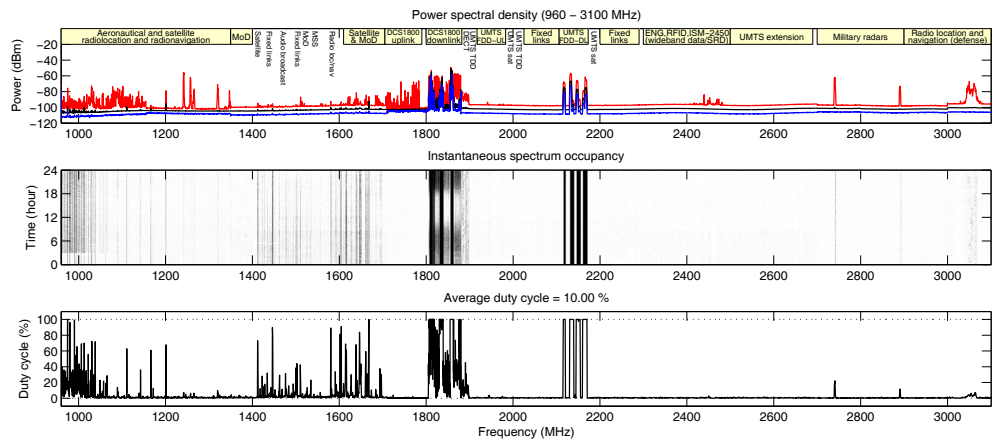 Power spectral density (960 – 3100 MHz)
Aeronautical and satellite
radiolocation and radionavigation
MoD
Satellite
Fixed links
Audio broadcast
Fixed links
MoD
MSS
Radio loc/nav
Satellite
& MoD
DCS1800
uplink
DCS1800
downlink
DECT
UMTS TDD
UMTS
FDD−UL
UMTS sat
UMTS TDD
Fixed
links
UMTS
FDD−DL
UMTS sat
Fixed
links
ENG,RFID,ISM−2450
(wideband data/SRD)
UMTS extension
Military radars
Radio location and
navigation (defense)
Power (dBm)
−20
−40
−60
−80
−100
−120
1000 1200 1400 1600 1800 2000 2200 2400 2600 2800 3000
Instantaneous spectrum occupancy
Time (hour)
24
18
12
6
0
1000 1200 1400 1600 1800 2000 2200 2400 2600 2800 3000
Average duty cycle = 10.00 %
Duty cycle (%)
100
80
60
40
20
0
1000 1200 1400 1600 1800 2000 2200 2400 2600 2800 3000
Frequency (MHz)